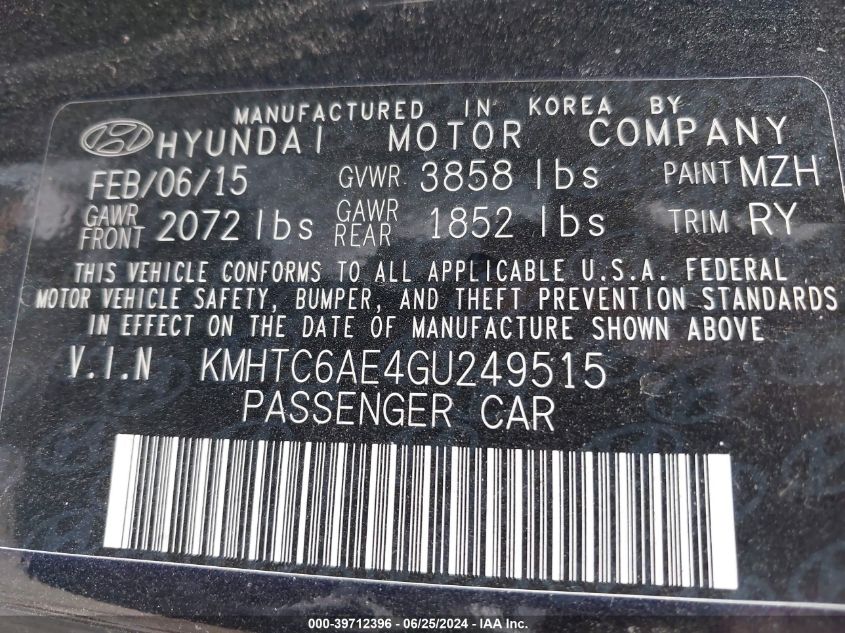 MANUFACTURED IN KOREA BY
HYUNDAI MOTOR COMPANY
FEB/06/15 GVWR 3858 lbs PAINT MZH
GAWR FRONT 2072 lbs GAWR REAR 1852 lbs TRIM RY
THIS VEHICLE CONFORMS TO ALL APPLICABLE U.S.A. FEDERAL
MOTOR VEHICLE SAFETY, BUMPER, AND THEFT PREVENTION STANDARDS
IN EFFECT ON THE DATE OF MANUFACTURE SHOWN ABOVE
V.I.N KMHTC6AE4GU249515
PASSENGER CAR
000-39712396 - 06/25/2024 - IAA Inc.